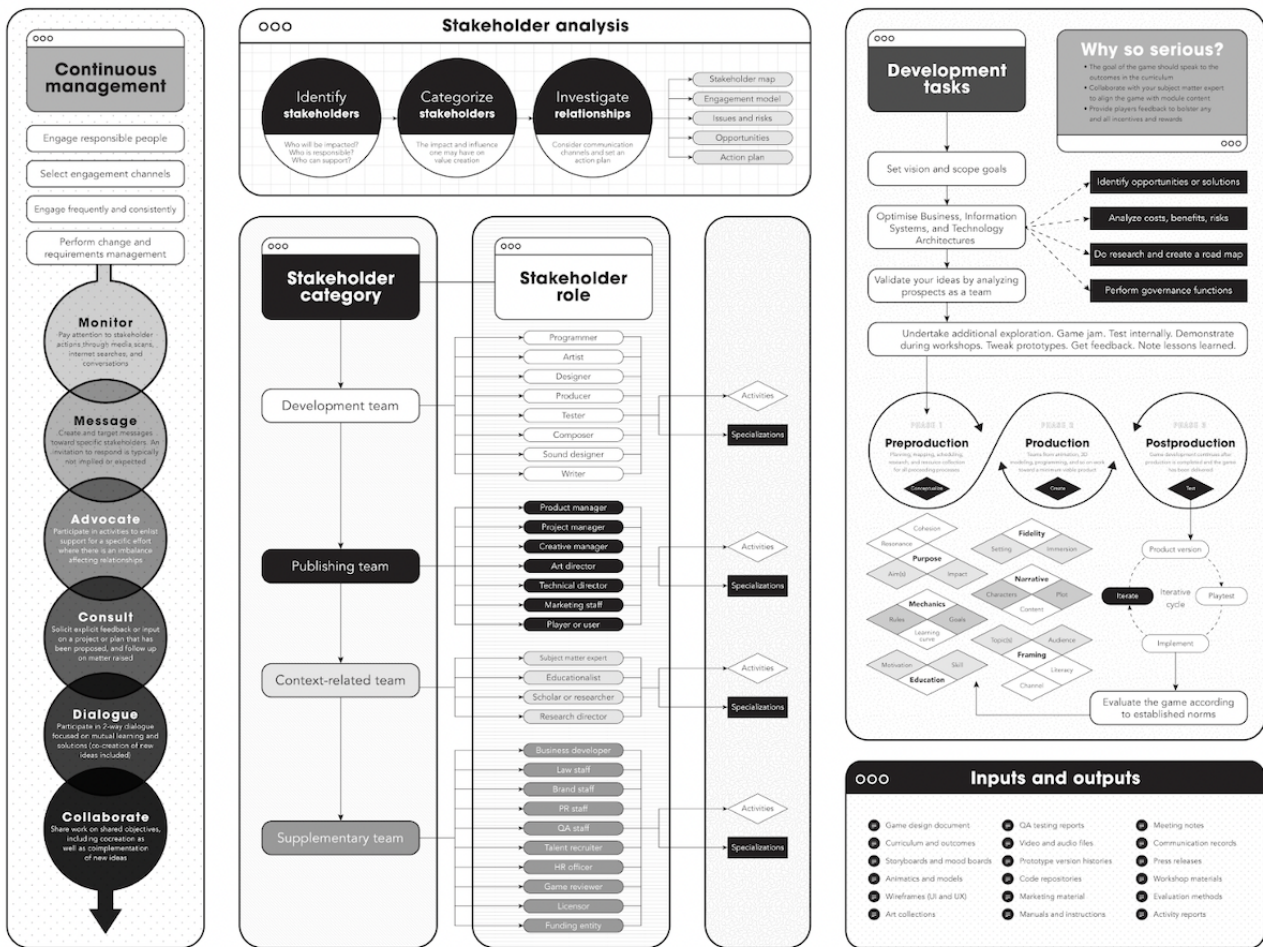 Continuous
management
Engage responsible people
Select engagement channels
Engage frequently and consistently
Perform change and
requirements management
Monitor
Pay attention to stakeholder
actions through media scans,
internet searches, and
conversations
Message
Create and target messages
toward specific stakeholders. An
invitation to respond is typically
not implied or expected
Advocate
Participate in activities to enlist
support for a specific effort
where there is an imbalance
affecting relationships
Consult
Solicit explicit feedback or input
on a project or plan that has
been proposed, and follow up
on matter raised
Dialogue
Participate in 2-way dialogue
focused on mutual learning and
solutions (co-creation of new
ideas included)
Collaborate
Share work on shared objectives,
including cocreation as
well as complementation
of new ideas
Stakeholder analysis
Identify
stakeholders
Who will be impacted?
Who is responsible?
Who can support?
Categorize
stakeholders
The impact and influence
one may have on
value creation
Investigate
relationships
Consider communication
channels and set an
action plan
Stakeholder map
Engagement model
Issues and risks
Opportunities
Action plan
Stakeholder
category
Stakeholder
role
Development team
Programmer
Artist
Designer
Producer
Tester
Composer
Sound designer
Writer
Activities
Specializations
Publishing team
Product manager
Project manager
Creative manager
Art director
Technical director
Marketing staff
Player or user
Activities
Specializations
Context-related team
Subject matter expert
Educationalist
Scholar or researcher
Research director
Activities
Specializations
Supplementary team
Business developer
Law staff
Brand staff
PR staff
QA staff
Talent recruiter
HR officer
Game reviewer
Licensor
Funding entity
Activities
Specializations
Development
tasks
Why so serious?
• The goal of the game should speak to the
outcomes in the curriculum
• Collaborate with your subject matter expert
to align the game with module content
• Provide players feedback to bolster any
and all incentives and rewards
Set vision and scope goals
Optimise Business, Information
Systems, and Technology
Architectures
Identify opportunities or solutions
Analyze costs, benefits, risks
Do research and create a road map
Perform governance functions
Validate your ideas by analyzing
prospects as a team
Undertake additional exploration. Game jam. Test internally. Demonstrate
during workshops. Tweak prototypes. Get feedback. Note lessons learned.
PHASE 1
Preproduction
Planning, mapping, scheduling,
research, and resource collection
for all proceeding processes
Conceptualize
PHASE 2
Production
Teams from animation, 3D
modeling, programming, and so on work
toward a minimum viable product
Create
PHASE 3
Postproduction
Game development continues after
production is completed and the game
has been delivered
Test
Cohesion
Resonance
Purpose
Aim(s)
Impact
Mechanics
Rules
Goals
Learning
curve
Motivation
Skill
Education
Fidelity
Setting
Immersion
Narrative
Characters
Plot
Content
Topic(s)
Audience
Framing
Literacy
Channel
Product version
Iterate
Iterative
cycle
Playtest
Implement
Evaluate the game according
to established norms
Inputs and outputs
Game design document
Curriculum and outcomes
Storyboards and mood boards
Animatics and models
Wireframes (UI and UX)
Art collections
QA testing reports
Video and audio files
Prototype version histories
Code repositories
Marketing material
Manuals and instructions
Meeting notes
Communication records
Press releases
Workshop materials
Evaluation methods
Activity reports